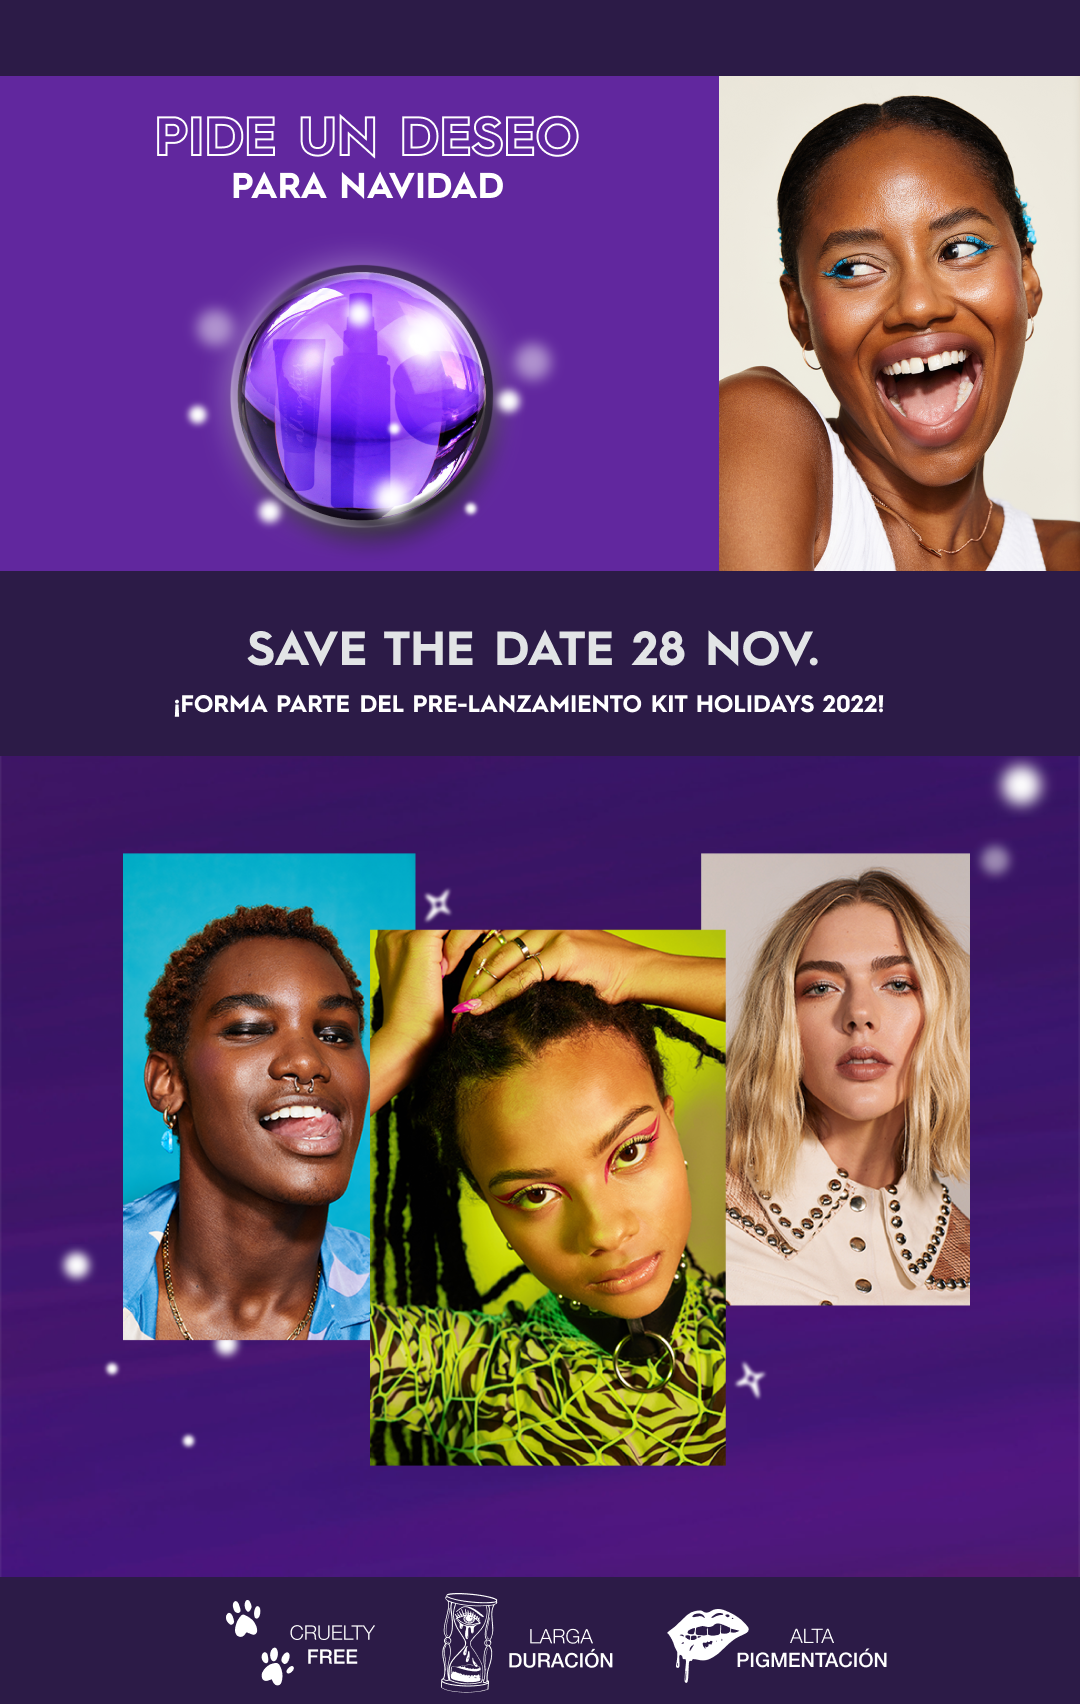 PIDE UN DESEO
PARA NAVIDAD
SAVE THE DATE 28 NOV.
¡FORMA PARTE DEL PRE-LANZAMIENTO KIT HOLIDAYS 2022!
CRUELTY
FREE
LARGA
DURACIÓN
ALTA
PIGMENTACIÓN